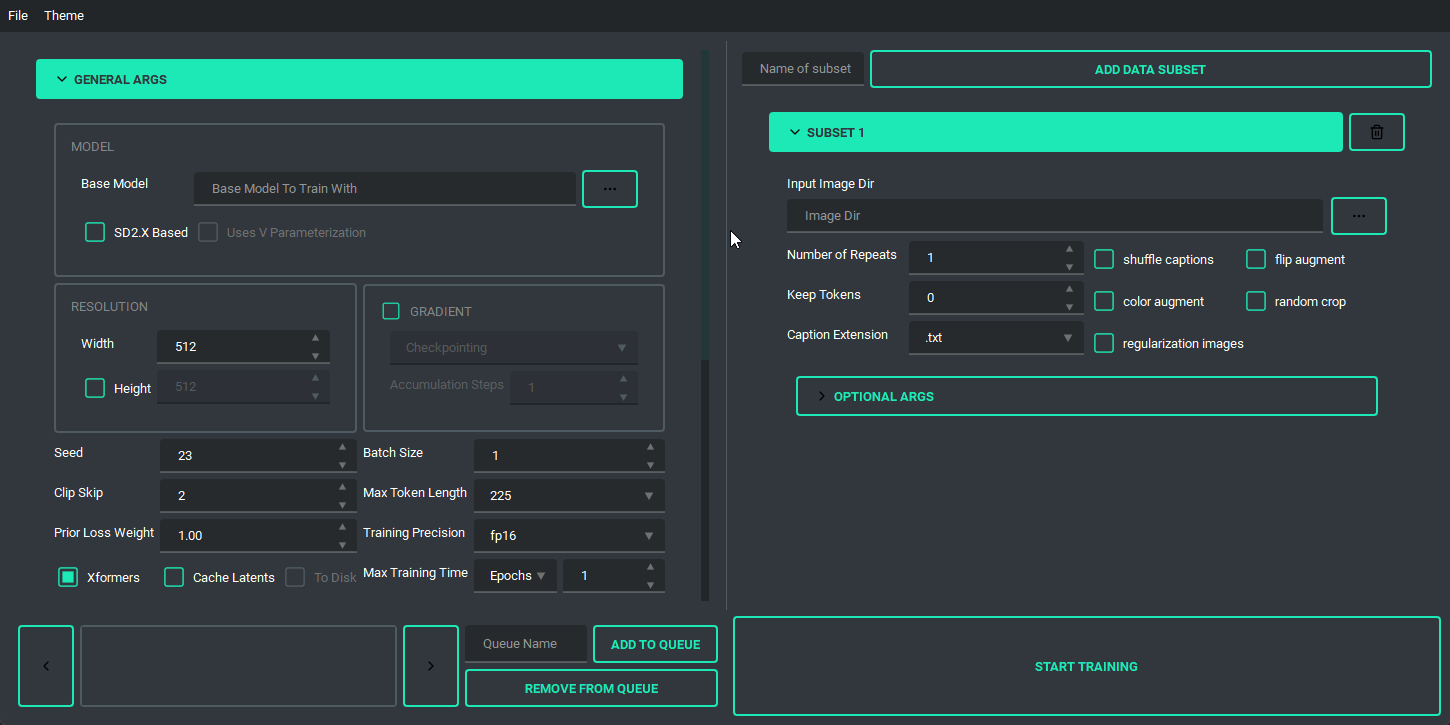 File Theme
GENERAL ARGS
MODEL
Base Model Base Model To Train With ...
SD2.X Based Uses V Parameterization
RESOLUTION
Width 512
Height 512
GRADIENT
Checkpointing
Accumulation Steps 1
Seed 23 Batch Size 1
Clip Skip 2 Max Token Length 225
Prior Loss Weight 1.00 Training Precision fp16
Xformers Cache Latents To Disk Max Training Time Epochs 1
< > Queue Name ADD TO QUEUE
REMOVE FROM QUEUE
Name of subset ADD DATA SUBSET
SUBSET 1
Input Image Dir
Image Dir ...
Number of Repeats 1 shuffle captions flip augment
Keep Tokens 0 color augment random crop
Caption Extension .txt regularization images
OPTIONAL ARGS
START TRAINING